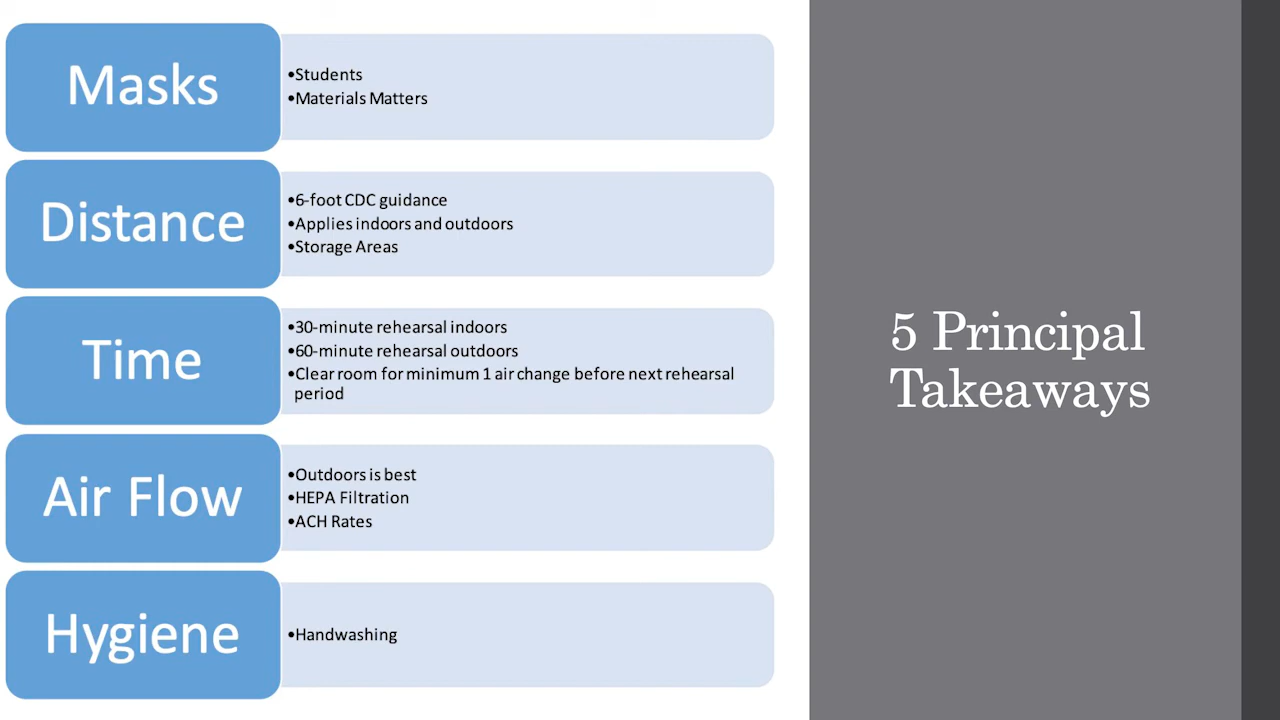 Masks
•Students
•Materials Matters
Distance
•6-foot CDC guidance
•Applies indoors and outdoors
•Storage Areas
Time
•30-minute rehearsal indoors
•60-minute rehearsal outdoors
•Clear room for minimum 1 air change before next rehearsal
period
Air Flow
•Outdoors is best
•HEPA Filtration
•ACH Rates
Hygiene
•Handwashing
5 Principal
Takeaways